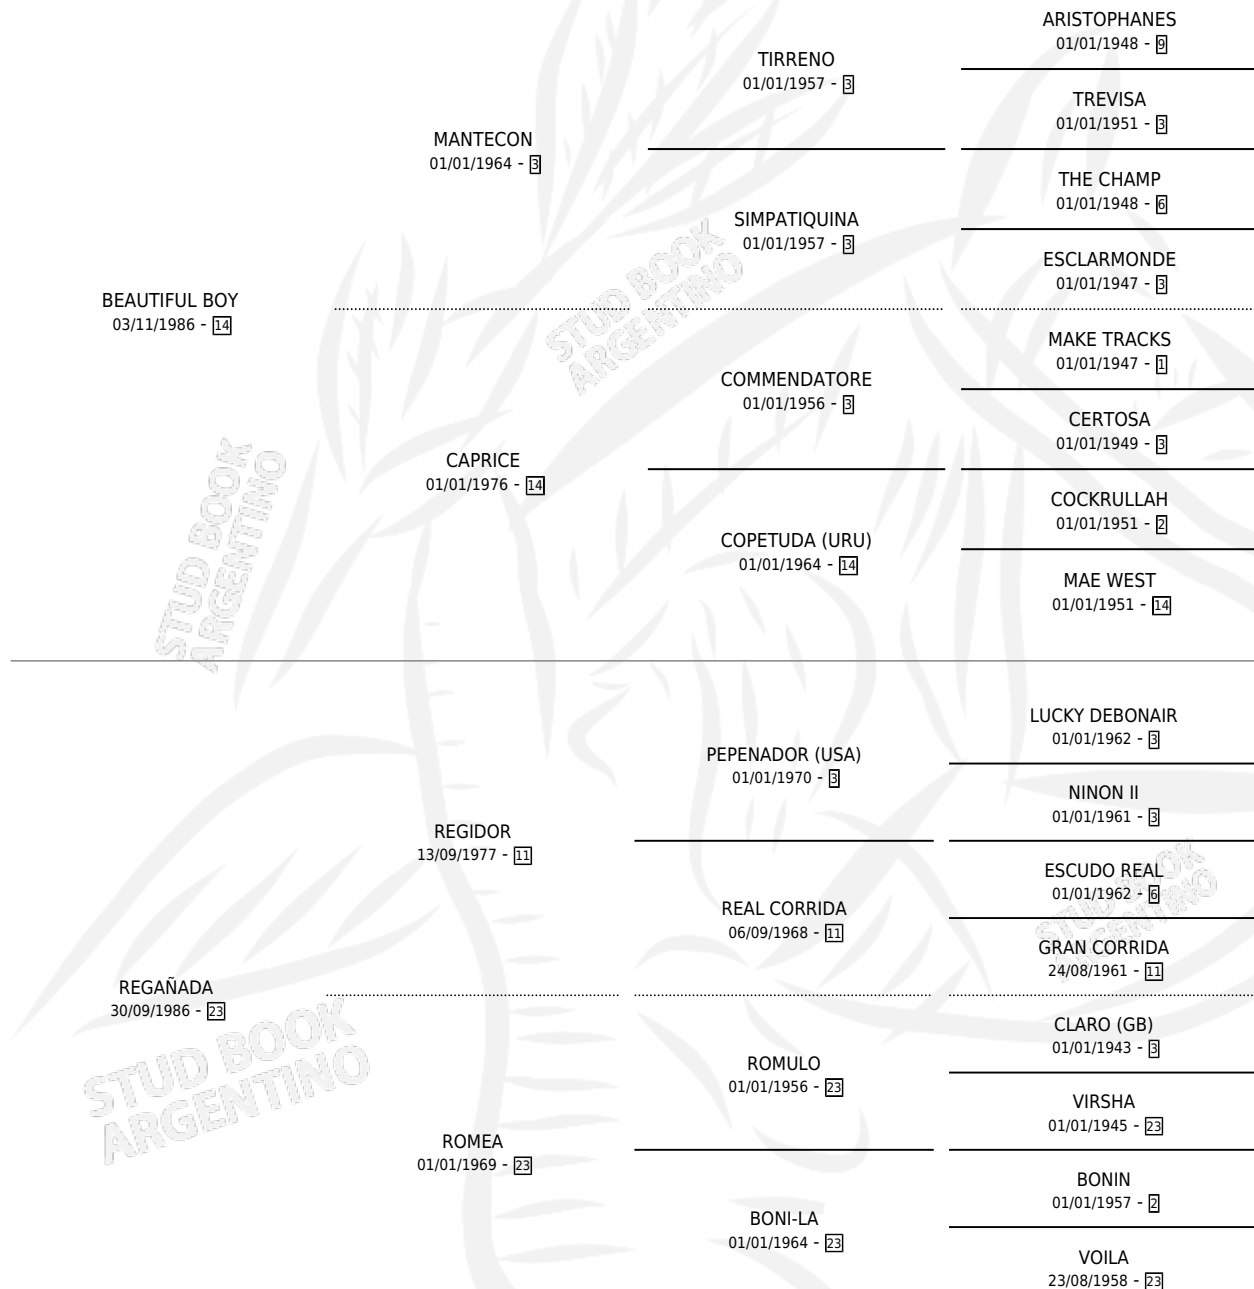 ARISTOPHANES
01/01/1948 - 9
TIRRENO
01/01/1957 - 3
TREVISA
01/01/1951 - 3
MANTECON
01/01/1964 - 3
THE CHAMP
01/01/1948 - 6
SIMPATIQUINA
01/01/1957 - 3
ESCLARMONDE
01/01/1947 - 3
BEAUTIFUL BOY
03/11/1986 - 14
MAKE TRACKS
01/01/1947 - 1
COMMENDATORE
01/01/1956 - 3
CERTOSA
01/01/1949 - 3
CAPRICE
01/01/1976 - 14
COCKRULLAH
01/01/1951 - 2
COPETUDA (URU)
01/01/1964 - 14
MAE WEST
01/01/1951 - 14
LUCKY DEBONAIR
01/01/1962 - 3
PEPENADOR (USA)
01/01/1970 - 3
NINON II
01/01/1961 - 3
REGIDOR
13/09/1977 - 11
ESCUDO REAL
01/01/1962 - 6
REAL CORRIDA
06/09/1968 - 11
GRAN CORRIDA
24/08/1961 - 11
REGAÑADA
30/09/1986 - 23
CLARO (GB)
01/01/1943 - 3
ROMULO
01/01/1956 - 23
VIRSHA
01/01/1945 - 23
ROMEA
01/01/1969 - 23
BONIN
01/01/1957 - 2
BONI-LA
01/01/1964 - 23
VOILA
23/08/1958 - 23
STUD BOOK
ARGENTINO
STUD BOOK
ARGENTINO
STUD BOOK
ARGENTINO
STUD BOOK
ARGENTINO